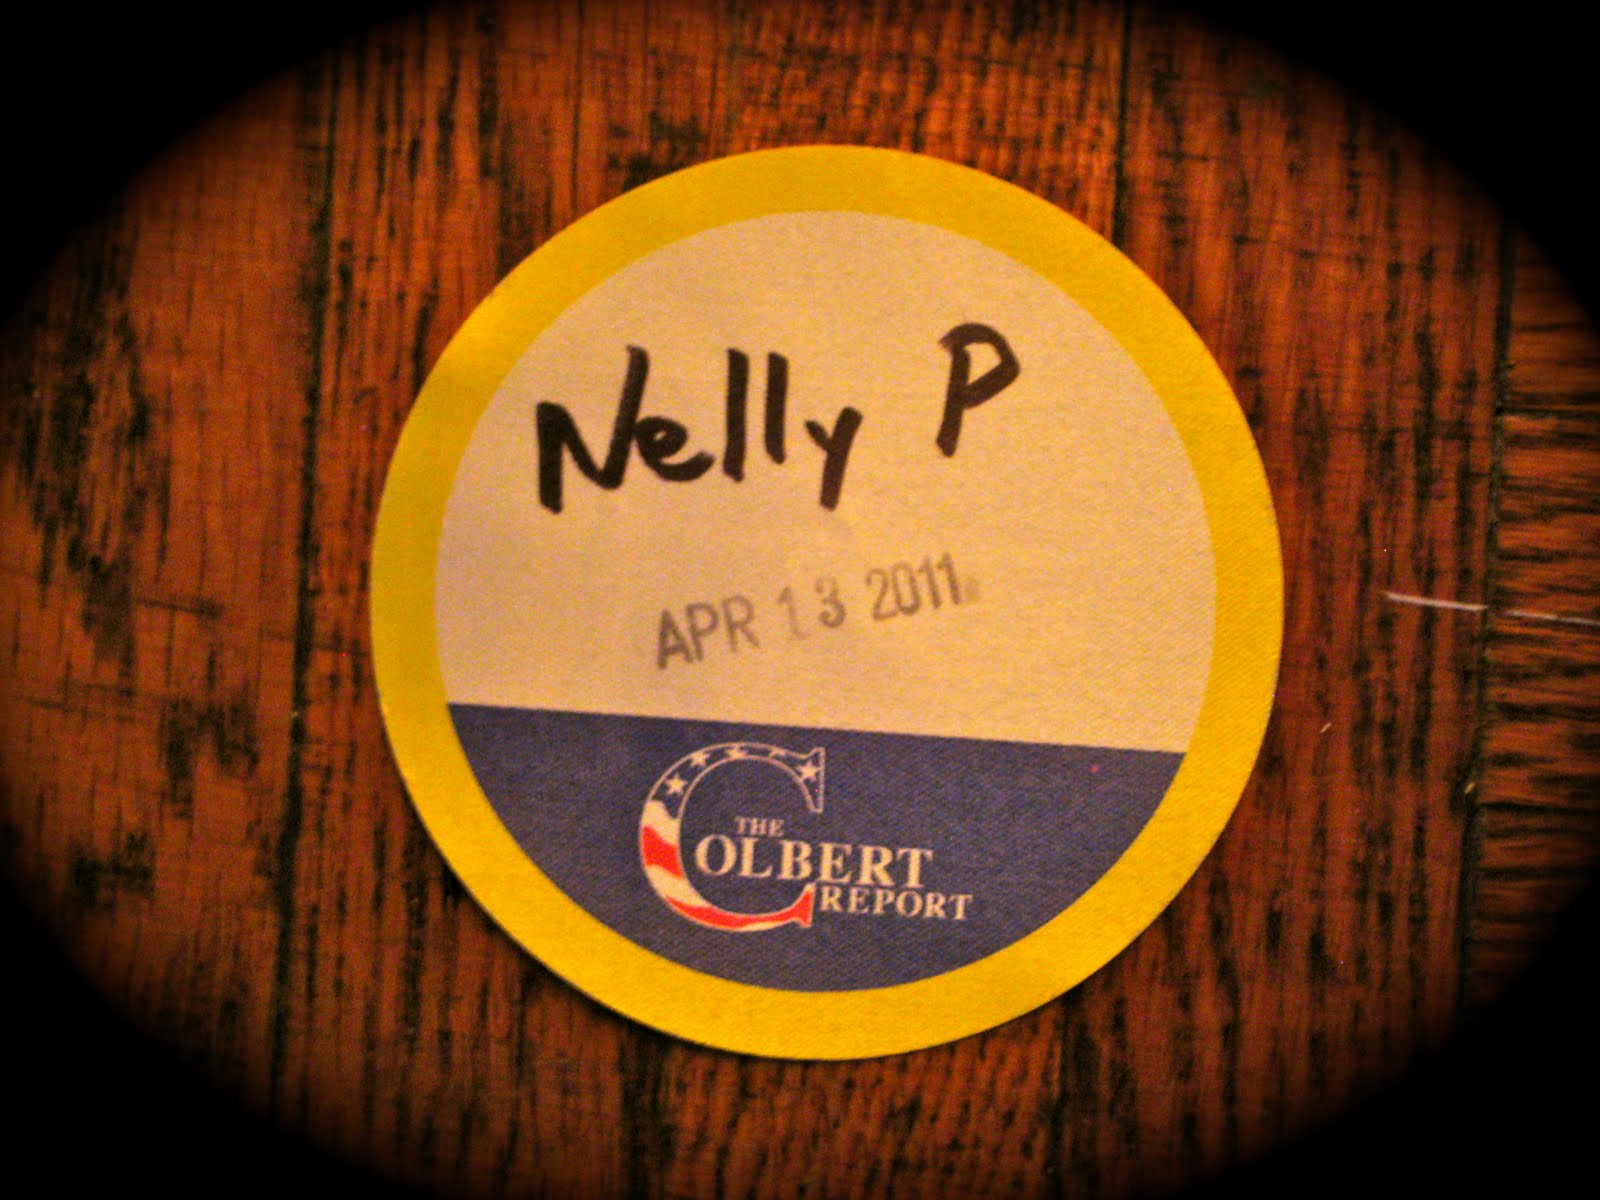 Nelly P
APR 13 2011
THE
COLBERT
REPORT